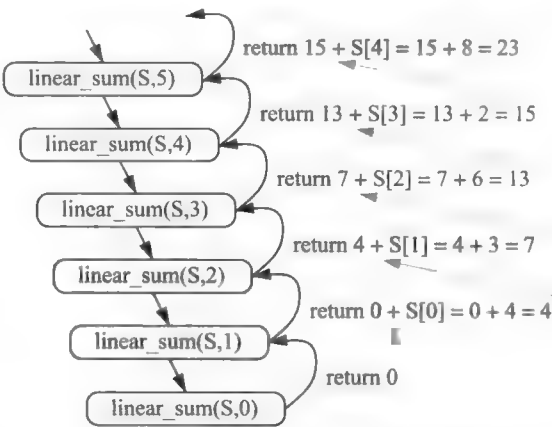 return 15 + S[4] = 15 + 8 = 23
linear_sum(S,5)
return 13 + S[3] = 13 + 2 = 15
linear_sum(S,4)
return 7 + S[2] = 7 + 6 = 13
linear_sum(S,3)
return 4 + S[1] = 4 + 3 = 7
linear_sum(S,2)
return 0 + S[0] = 0 + 4 = 4
linear_sum(S,1)
return 0
linear_sum(S,0)